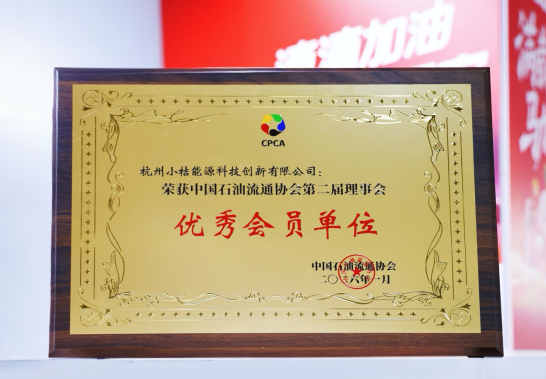 滴滴加油
CPCA
杭州小桔能源科技创新有限公司：
荣获中国石油流通协会第二届理事会
优秀会员单位
中国石油流通协会
二〇二六年一月